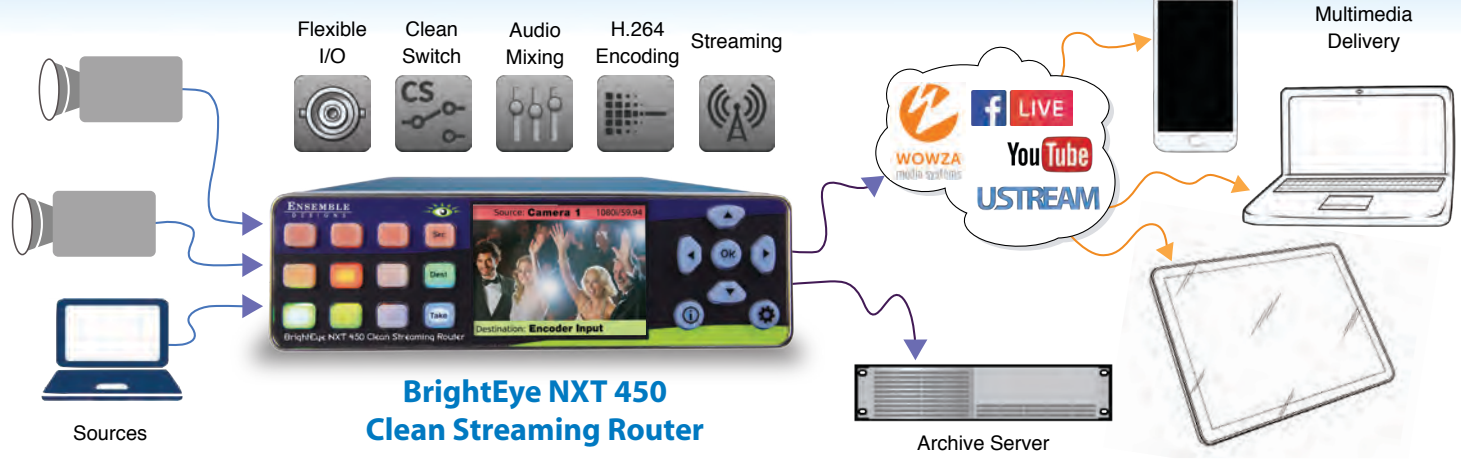 Flexible
I/O
Clean
Switch
Audio
Mixing
H.264
Encoding
Streaming
Multimedia
Delivery
CS
ENSEMBLE
DESIGNS
Source: Camera 1 1080i/59.94
Src
Dest
Take
Ok
Destination: Encoder Input
BrightEye NXT 450 Clean Streaming Router
WOWZA
media systems
f LIVE
YouTube
USTREAM
Sources
BrightEye NXT 450
Clean Streaming Router
Archive Server